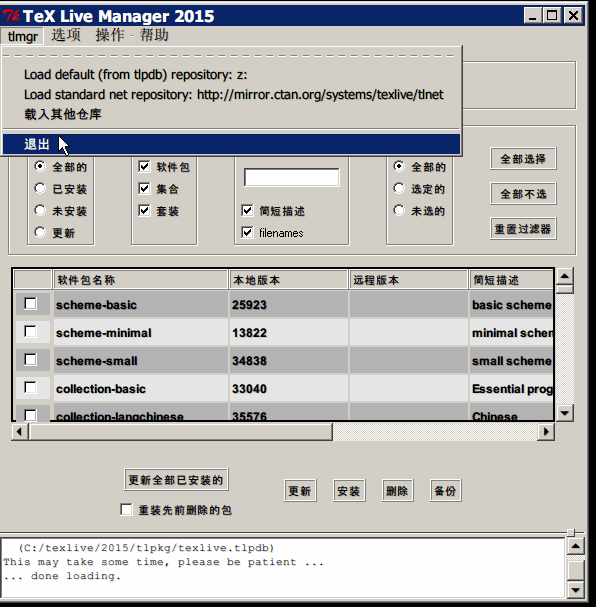 TeX Live Manager 2015
tlmgr 选项 操作 帮助
Load default (from tlpdb) repository: z:
Load standard net repository: http://mirror.ctan.org/systems/texlive/tlnet
载入其他仓库
退出
全部的 软件包 全部的 全部选择
已安装 集合 选定的 全部不选
未安装 套装 简短描述 未选的
更新 filenames 重置过滤器
软件包名称 本地版本 远程版本 简短描述
scheme-basic 25923 basic scheme
scheme-minimal 13822 minimal schem
scheme-small 34838 small scheme
collection-basic 33040 Essential prog
collection-langchinese 35576 Chinese
更新全部已安装的 更新 安装 删除 备份
重装先前删除的包
(C:/texlive/2015/tlpkg/texlive.tlpdb)
This may take some time, please be patient ...
... done loading.